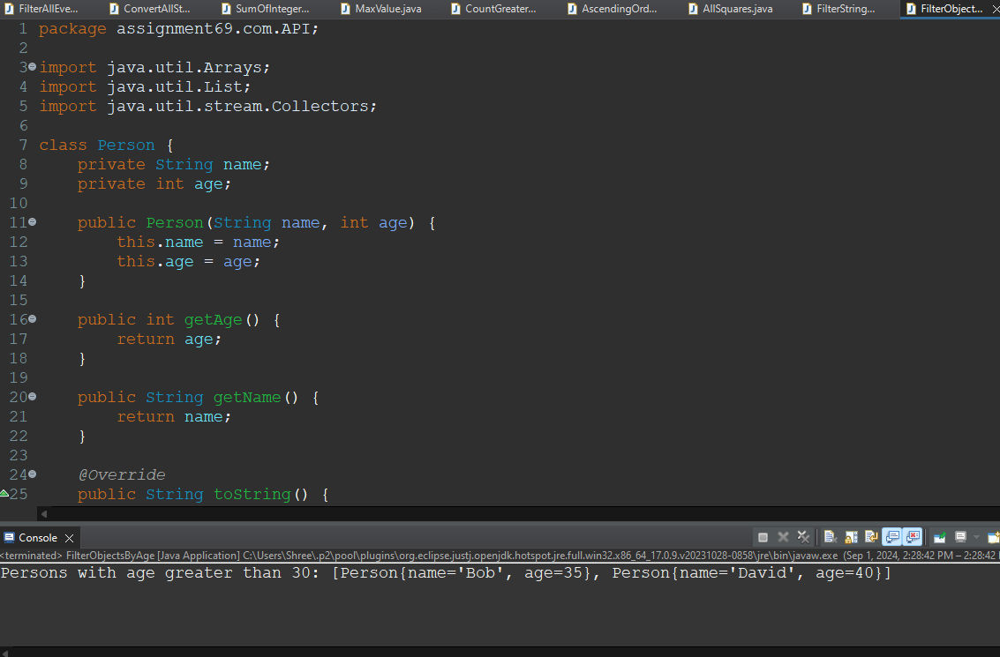 FilterAllEve... ConvertAllSt... SumOfInteger... MaxValue.java CountGreater... AscendingOrd... AllSquares.java FilterString... FilterObject...
1 package assignment69.com.API;
2
3 import java.util.Arrays;
4 import java.util.List;
5 import java.util.stream.Collectors;
6
7 class Person {
8     private String name;
9     private int age;
10
11     public Person(String name, int age) {
12         this.name = name;
13         this.age = age;
14     }
15
16     public int getAge() {
17         return age;
18     }
19
20     public String getName() {
21         return name;
22     }
23
24     @Override
25     public String toString() {
Console
<terminated> FilterObjectsByAge [Java Application] C:\Users\Shree\.p2\pool\plugins\org.eclipse.justj.openjdk.hotspot.jre.full.win32.x86_64_17.0.9.v20231028-0858\jre\bin\javaw.exe (Sep 1, 2024, 2:28:42 PM – 2:28:42
Persons with age greater than 30: [Person{name='Bob', age=35}, Person{name='David', age=40}]